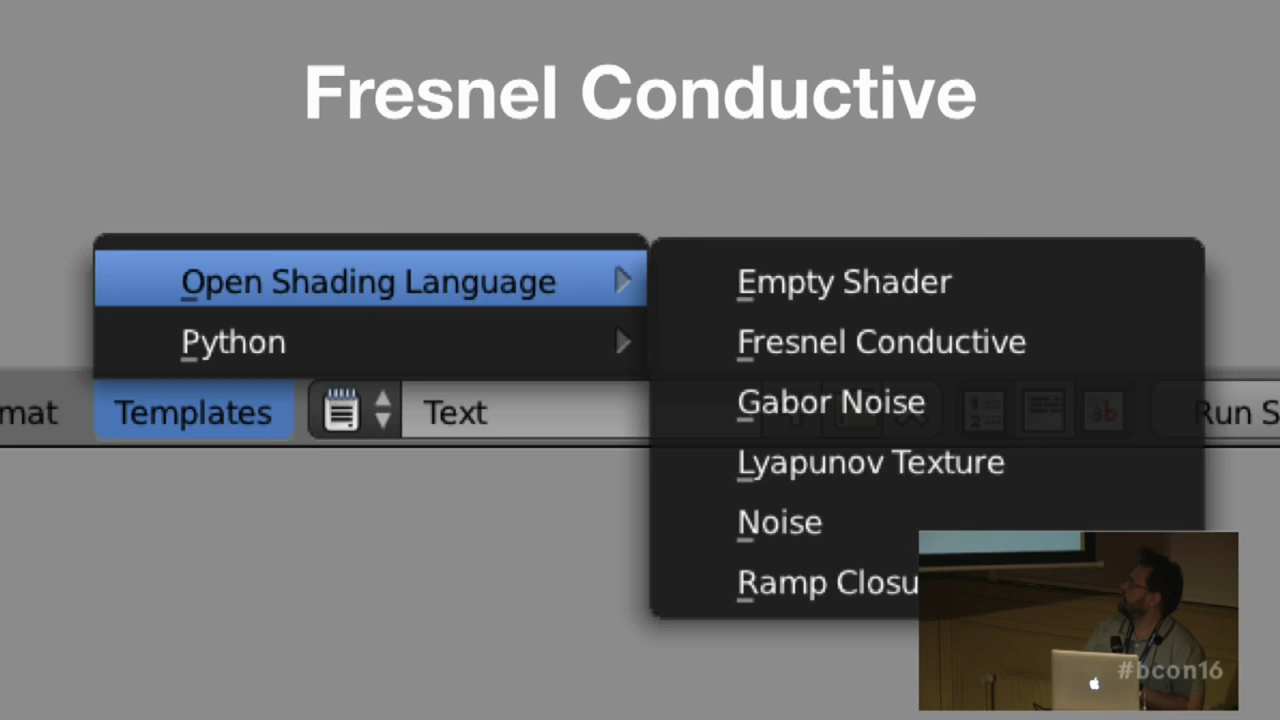 Fresnel Conductive
Open Shading Language
Python
Empty Shader
Fresnel Conductive
Gabor Noise
Lyapunov Texture
Noise
Ramp Closu
mat
Templates
Text
Run S
#bcon16